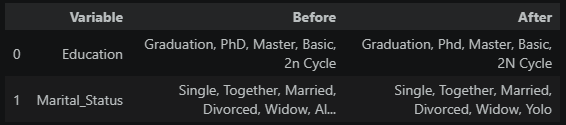 Variable Before After
0 Education Graduation, PhD, Master, Basic, Graduation, Phd, Master, Basic,
2n Cycle 2N Cycle
1 Marital_Status Single, Together, Married, Single, Together, Married,
Divorced, Widow, Al... Divorced, Widow, Yolo